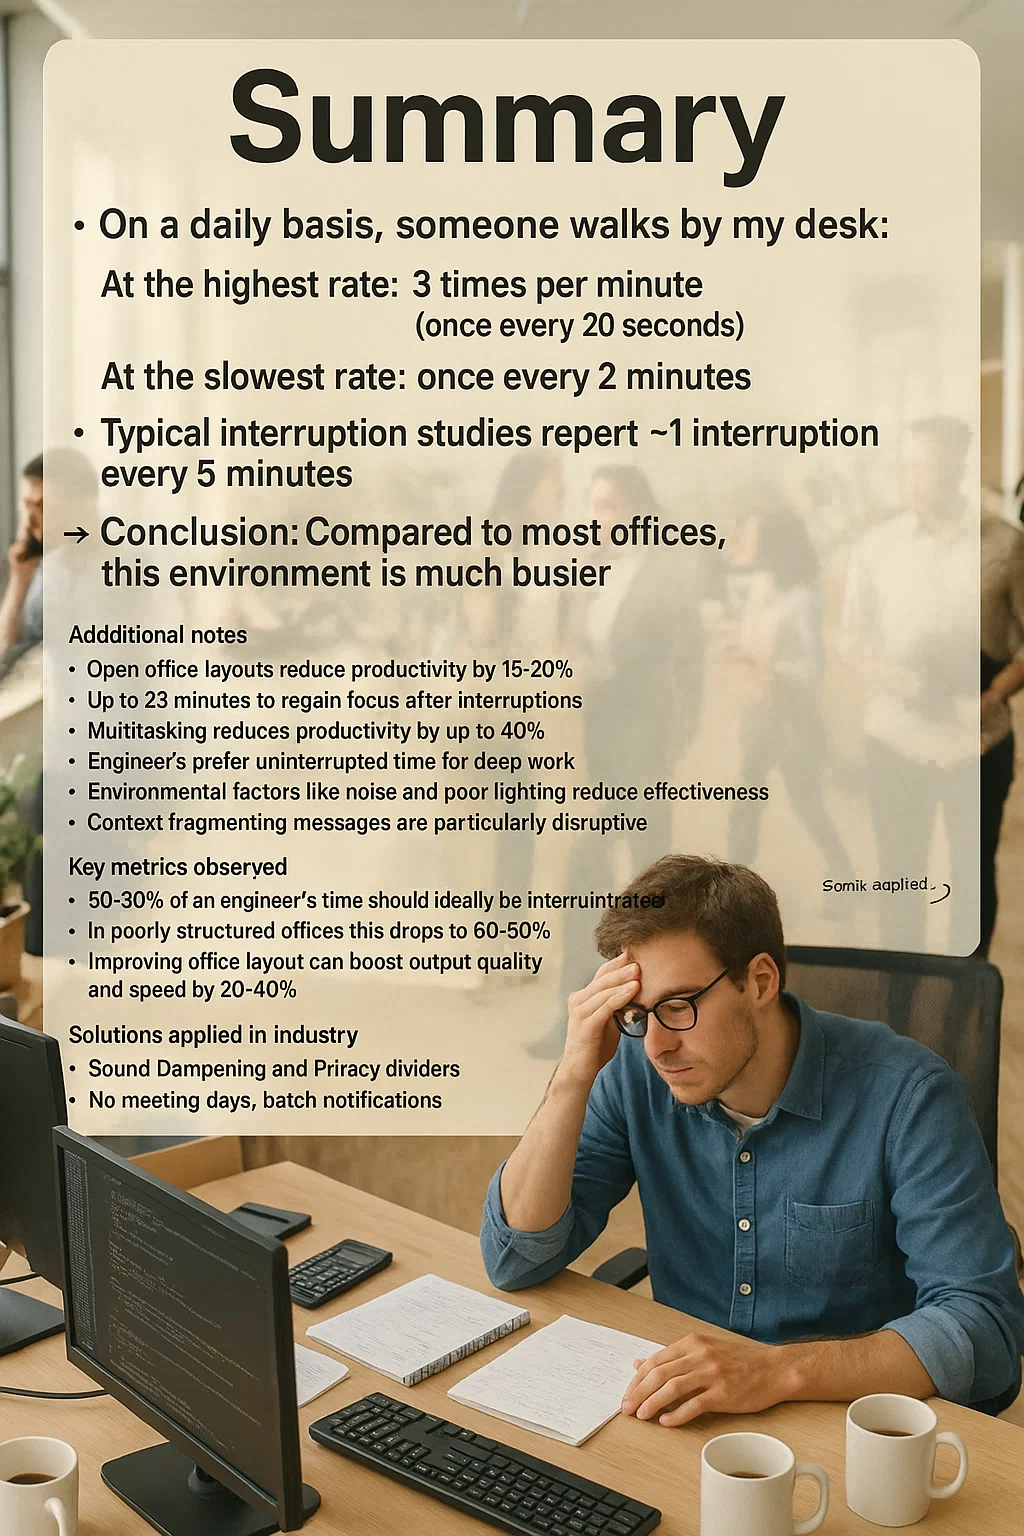 Summary
• On a daily basis, someone walks by my desk:
At the highest rate: 3 times per minute
(once every 20 seconds)
At the slowest rate: once every 2 minutes
• Typical interruption studies repert ~1 interruption
every 5 minutes
→ Conclusion: Compared to most offices,
this environment is much busier
Addditional notes
• Open office layouts reduce productivity by 15-20%
• Up to 23 minutes to regain focus after interruptions
• Muititasking reduces productivity by up to 40%
• Engineer's prefer uninterrupted time for deep work
• Environmental factors like noise and poor lighting reduce effectiveness
• Context fragmenting messages are particularly disruptive
Key metrics observed
• 50-30% of an engineer's time should ideally be interruintratee
• In poorly structured offices this drops to 60-50%
• Improving office layout can boost output quality
and speed by 20-40%
Somik aqplied
Solutions applied in industry
• Sound Dampening and Priracy dividers
• No meeting days, batch notifications